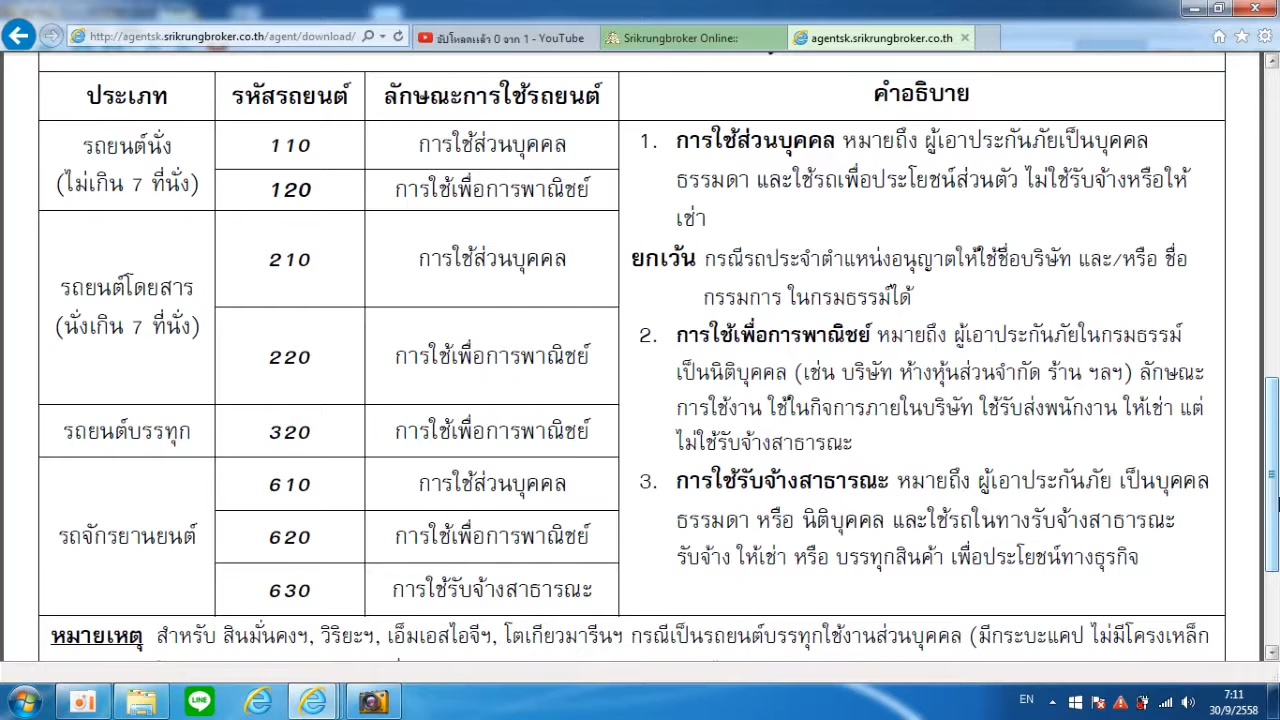 http://agentsk.srikrungbroker.co.th/agent/download/
อัปโหลดแล้ว 0 จาก 1 - YouTube
Srikrungbroker Online::
agentsk.srikrungbroker.co.th
ประเภท
รหัสรถยนต์
ลักษณะการใช้รถยนต์
คำอธิบาย
รถยนต์นั่ง
(ไม่เกิน 7 ที่นั่ง)
110
การใช้ส่วนบุคคล
120
การใช้เพื่อการพาณิชย์
รถยนต์โดยสาร
(นั่งเกิน 7 ที่นั่ง)
210
การใช้ส่วนบุคคล
220
การใช้เพื่อการพาณิชย์
รถยนต์บรรทุก
320
การใช้เพื่อการพาณิชย์
รถจักรยานยนต์
610
การใช้ส่วนบุคคล
620
การใช้เพื่อการพาณิชย์
630
การใช้รับจ้างสาธารณะ
1. การใช้ส่วนบุคคล หมายถึง ผู้เอาประกันภัยเป็นบุคคล
ธรรมดา และใช้รถเพื่อประโยชน์ส่วนตัว ไม่ใช้รับจ้างหรือให้
เช่า
ยกเว้น กรณีรถประจำตำแหน่งอนุญาตให้ใช้ชื่อบริษัท และ/หรือ ชื่อ
กรรมการ ในกรมธรรม์ได้
2. การใช้เพื่อการพาณิชย์ หมายถึง ผู้เอาประกันภัยในกรมธรรม์
เป็นนิติบุคคล (เช่น บริษัท ห้างหุ้นส่วนจำกัด ร้าน ฯลฯ) ลักษณะ
การใช้งาน ใช้ในกิจการภายในบริษัท ใช้รับส่งพนักงาน ให้เช่า แต่
ไม่ใช้รับจ้างสาธารณะ
3. การใช้รับจ้างสาธารณะ หมายถึง ผู้เอาประกันภัย เป็นบุคคล
ธรรมดา หรือ นิติบุคคล และใช้รถในทางรับจ้างสาธารณะ
รับจ้าง ให้เช่า หรือ บรรทุกสินค้า เพื่อประโยชน์ทางธุรกิจ
หมายเหตุ สำหรับ สินมั่นคงฯ, วิริยะฯ, เอ็มเอสไอจีฯ, โตเกียวมารีนฯ กรณีเป็นรถยนต์บรรทุกใช้งานส่วนบุคคล (มีกระบะแคป ไม่มีโครงเหล็ก
LINE
EN
7:11
30/9/2558